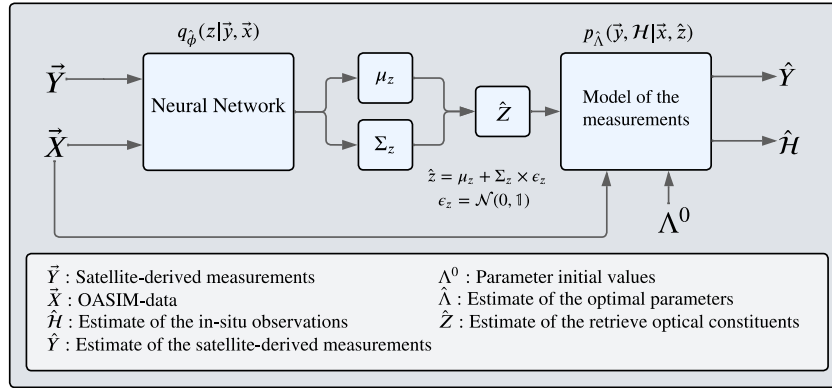 q_φ̂(z|y⃗, x⃗)
p_Λ̂(y⃗, ℋ|x⃗, ẑ)
Y⃗
X⃗
Neural Network
μ_z
Σ_z
Ẑ
Model of the
measurements
Ŷ
ℋ̂
ẑ = μ_z + Σ_z × ε_z
ε_z = 𝒩(0, 𝟙)
Λ⁰
Y⃗ : Satellite-derived measurements
X⃗ : OASIM-data
ℋ̂ : Estimate of the in-situ observations
Ŷ : Estimate of the satellite-derived measurements
Λ⁰ : Parameter initial values
Λ̂ : Estimate of the optimal parameters
Ẑ : Estimate of the retrieve optical constituents